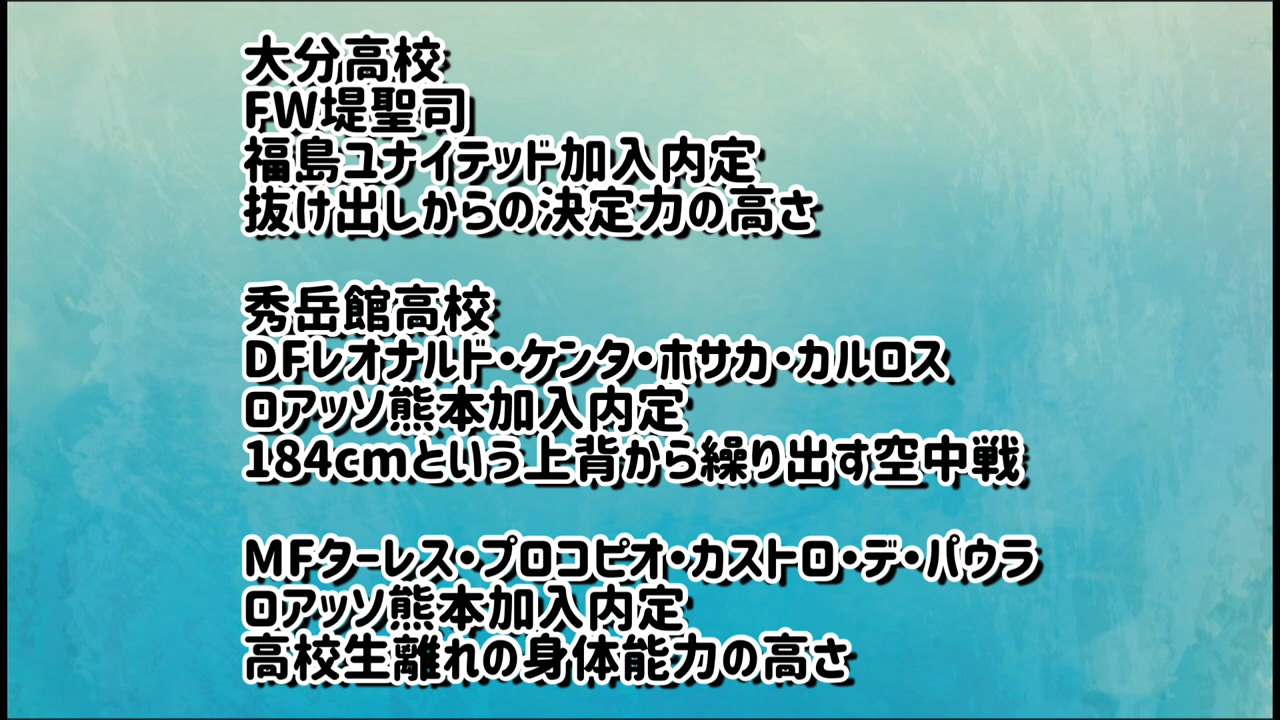 大分高校
FW堤聖司
福島ユナイテッド加入内定
抜け出しからの決定力の高さ
秀岳館高校
DFレオナルド・ケンタ・ホサカ・カルロス
ロアッソ熊本加入内定
184cmという上背から繰り出す空中戦
MFターレス・プロコピオ・カストロ・デ・パウラ
ロアッソ熊本加入内定
高校生離れの身体能力の高さ